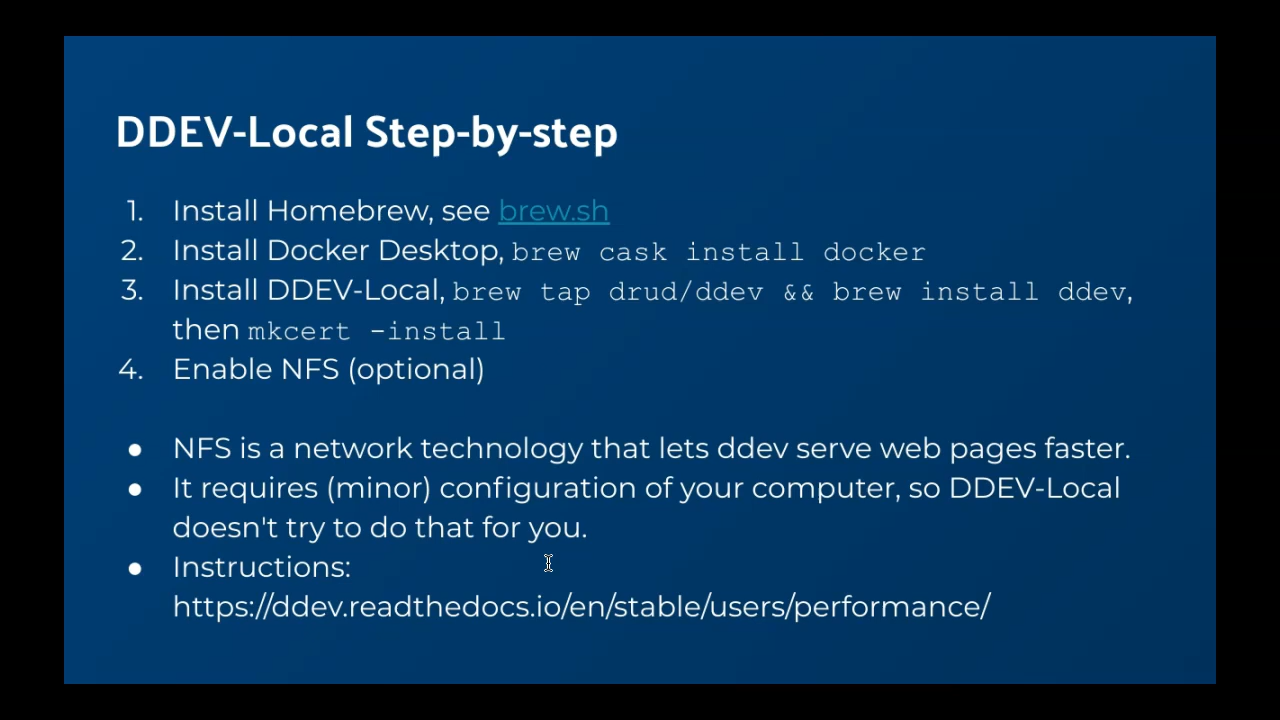 DDEV-Local Step-by-step
1. Install Homebrew, see brew.sh
2. Install Docker Desktop, brew cask install docker
3. Install DDEV-Local, brew tap drud/ddev && brew install ddev,
then mkcert -install
4. Enable NFS (optional)
● NFS is a network technology that lets ddev serve web pages faster.
● It requires (minor) configuration of your computer, so DDEV-Local
doesn't try to do that for you.
● Instructions:
https://ddev.readthedocs.io/en/stable/users/performance/